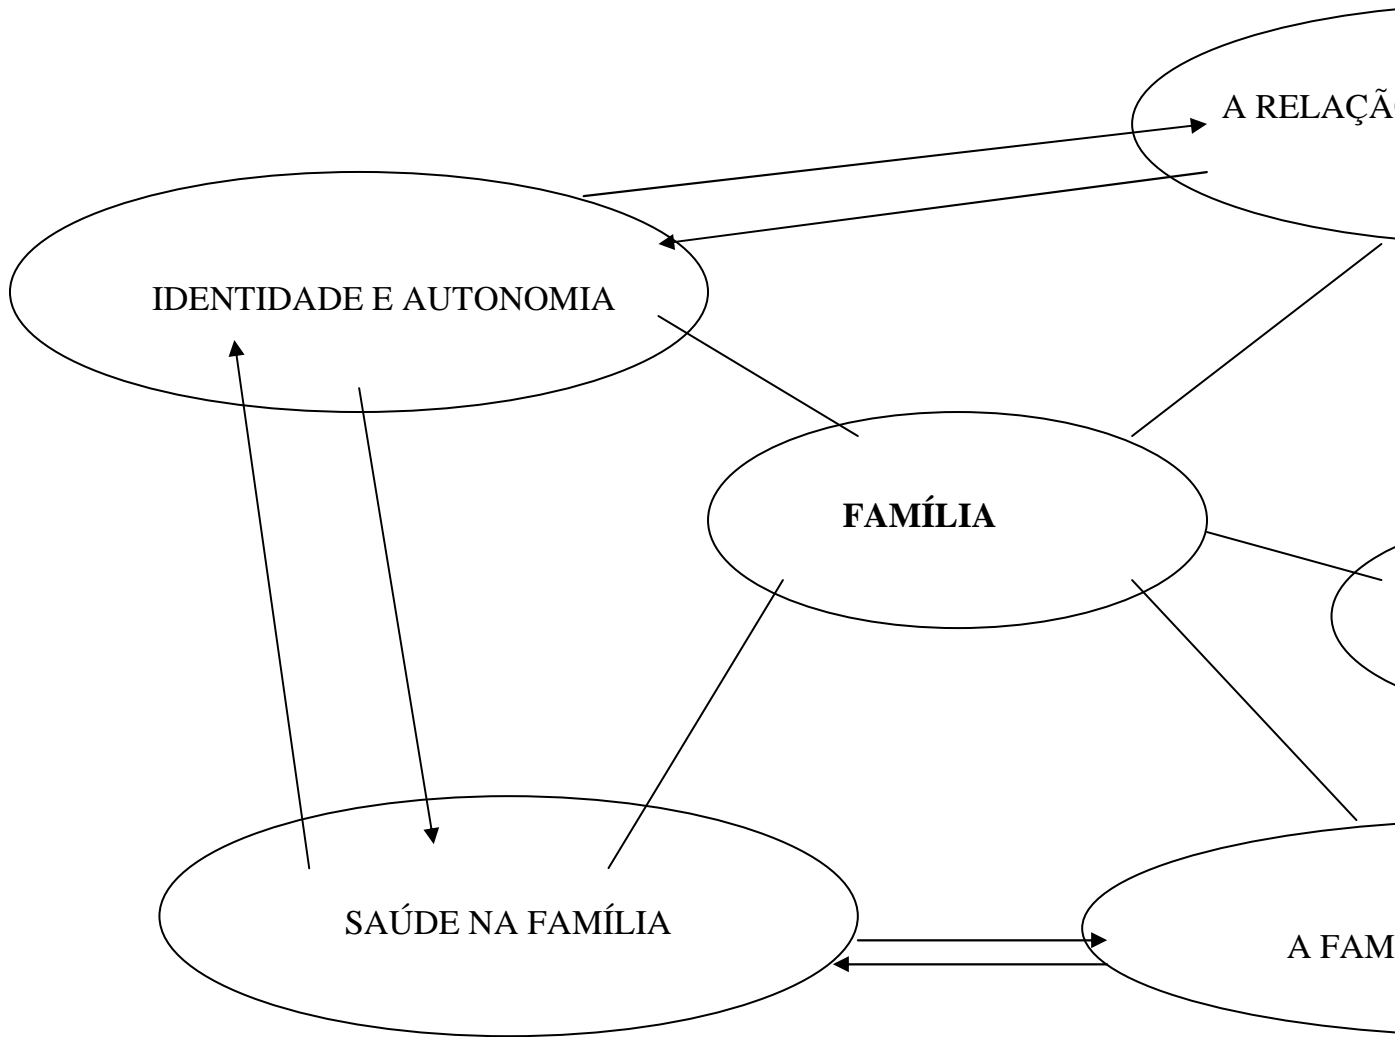 A RELAÇÃ
IDENTIDADE E AUTONOMIA
FAMÍLIA
SAÚDE NA FAMÍLIA
A FAM